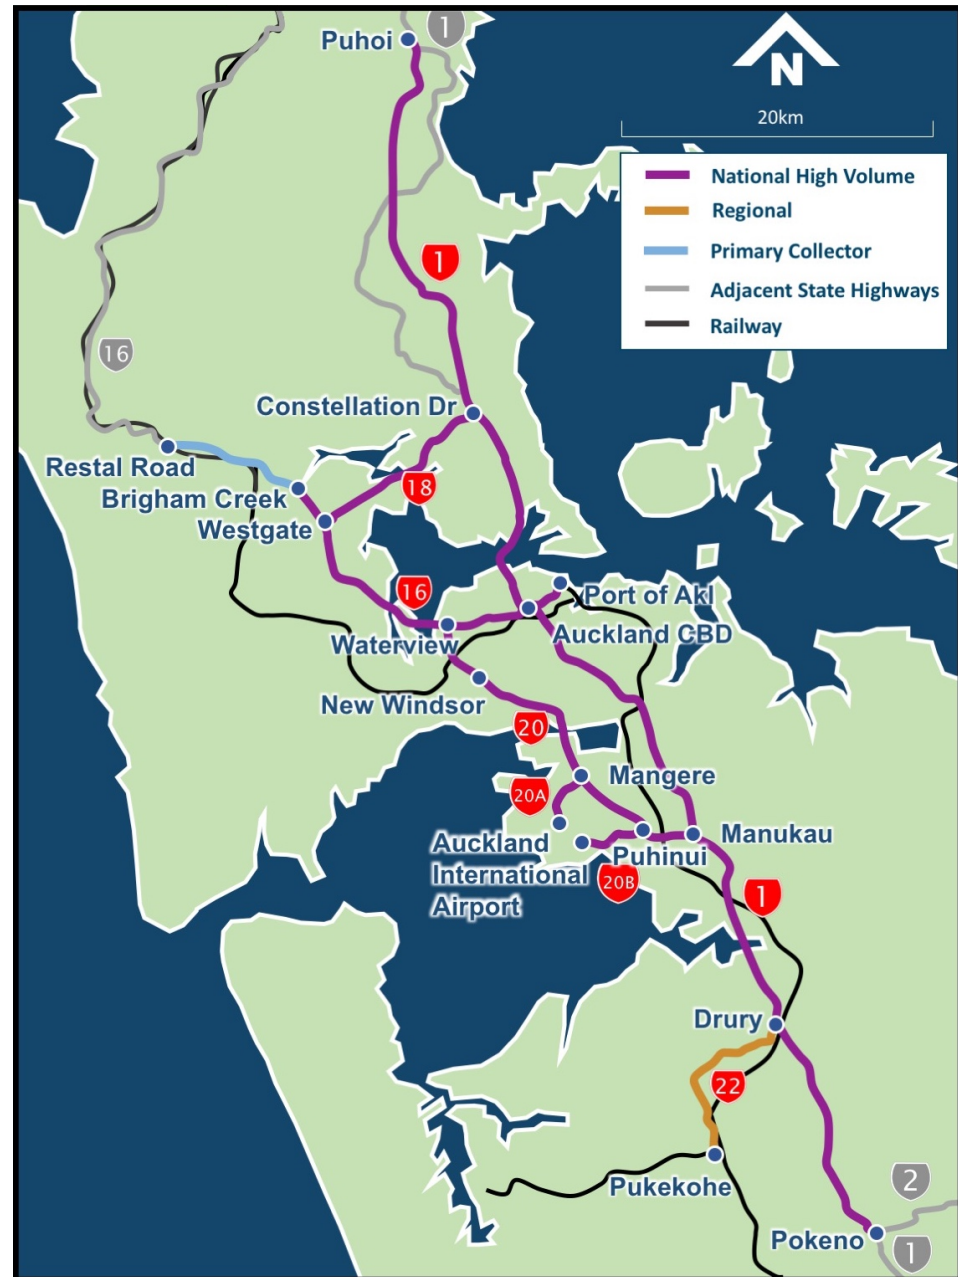 Puhoi
1
N
20km
National High Volume
Regional
Primary Collector
Adjacent State Highways
Railway
1
16
Constellation Dr
Restal Road
Brigham Creek
18
Westgate
16
Port of Akl
Auckland CBD
Waterview
New Windsor
20
Mangere
20A
Auckland
International
Airport
Manukau
Puhinui
20B
1
Drury
22
Pukekohe
2
Pokeno
1